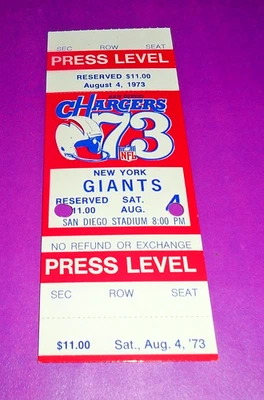 SEC ROW SEAT
PRESS LEVEL
RESERVED $11.00
August 4, 1973
SAN DIEGO
CHARGERS
73
NFL
NEW YORK
GIANTS
RESERVED SAT. 4
11.00 AUG.
SAN DIEGO STADIUM 8:00 PM
NO REFUND OR EXCHANGE
PRESS LEVEL
SEC ROW SEAT
$11.00 Sat., Aug. 4, '73